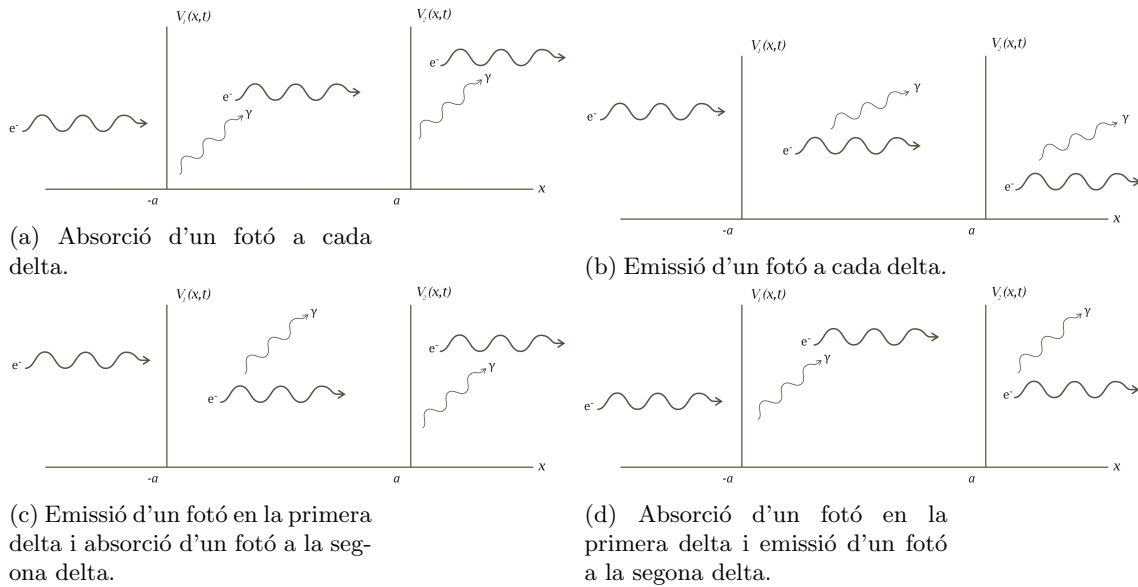 V₁(x,t)
V₂(x,t)
e⁻
γ
e⁻
γ
e⁻
-a
a
x
(a) Absorció d'un fotó a cada
delta.
V₁(x,t)
V₂(x,t)
e⁻
γ
e⁻
γ
e⁻
-a
a
x
(b) Emissió d'un fotó a cada delta.
V₁(x,t)
V₂(x,t)
e⁻
γ
e⁻
γ
e⁻
-a
a
x
(c) Emissió d'un fotó en la primera
delta i absorció d'un fotó a la seg-
ona delta.
V₁(x,t)
V₂(x,t)
e⁻
γ
e⁻
γ
e⁻
-a
a
x
(d) Absorció d'un fotó en la
primera delta i emissió d'un fotó
a la segona delta.